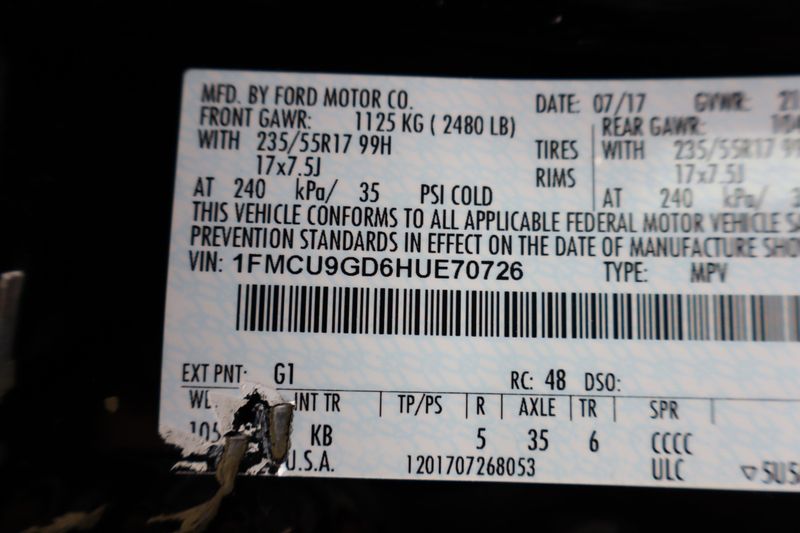 MFD. BY FORD MOTOR CO. DATE: 07/17 GVWR:
FRONT GAWR: 1125 KG ( 2480 LB) REAR GAWR:
WITH 235/55R17 99H TIRES WITH 235/55R17
17x7.5J RIMS 17x7.5J
AT 240 kPa/ 35 PSI COLD AT 240 kPa/
THIS VEHICLE CONFORMS TO ALL APPLICABLE FEDERAL MOTOR VEHICLE
PREVENTION STANDARDS IN EFFECT ON THE DATE OF MANUFACTURE
VIN: 1FMCU9GD6HUE70726 TYPE: MPV
EXT PNT: G1 RC: 48 DSO:
INT TR TP/PS R AXLE TR SPR
KB 5 35 6 CCCC
U.S.A. 1201707268053 ULC